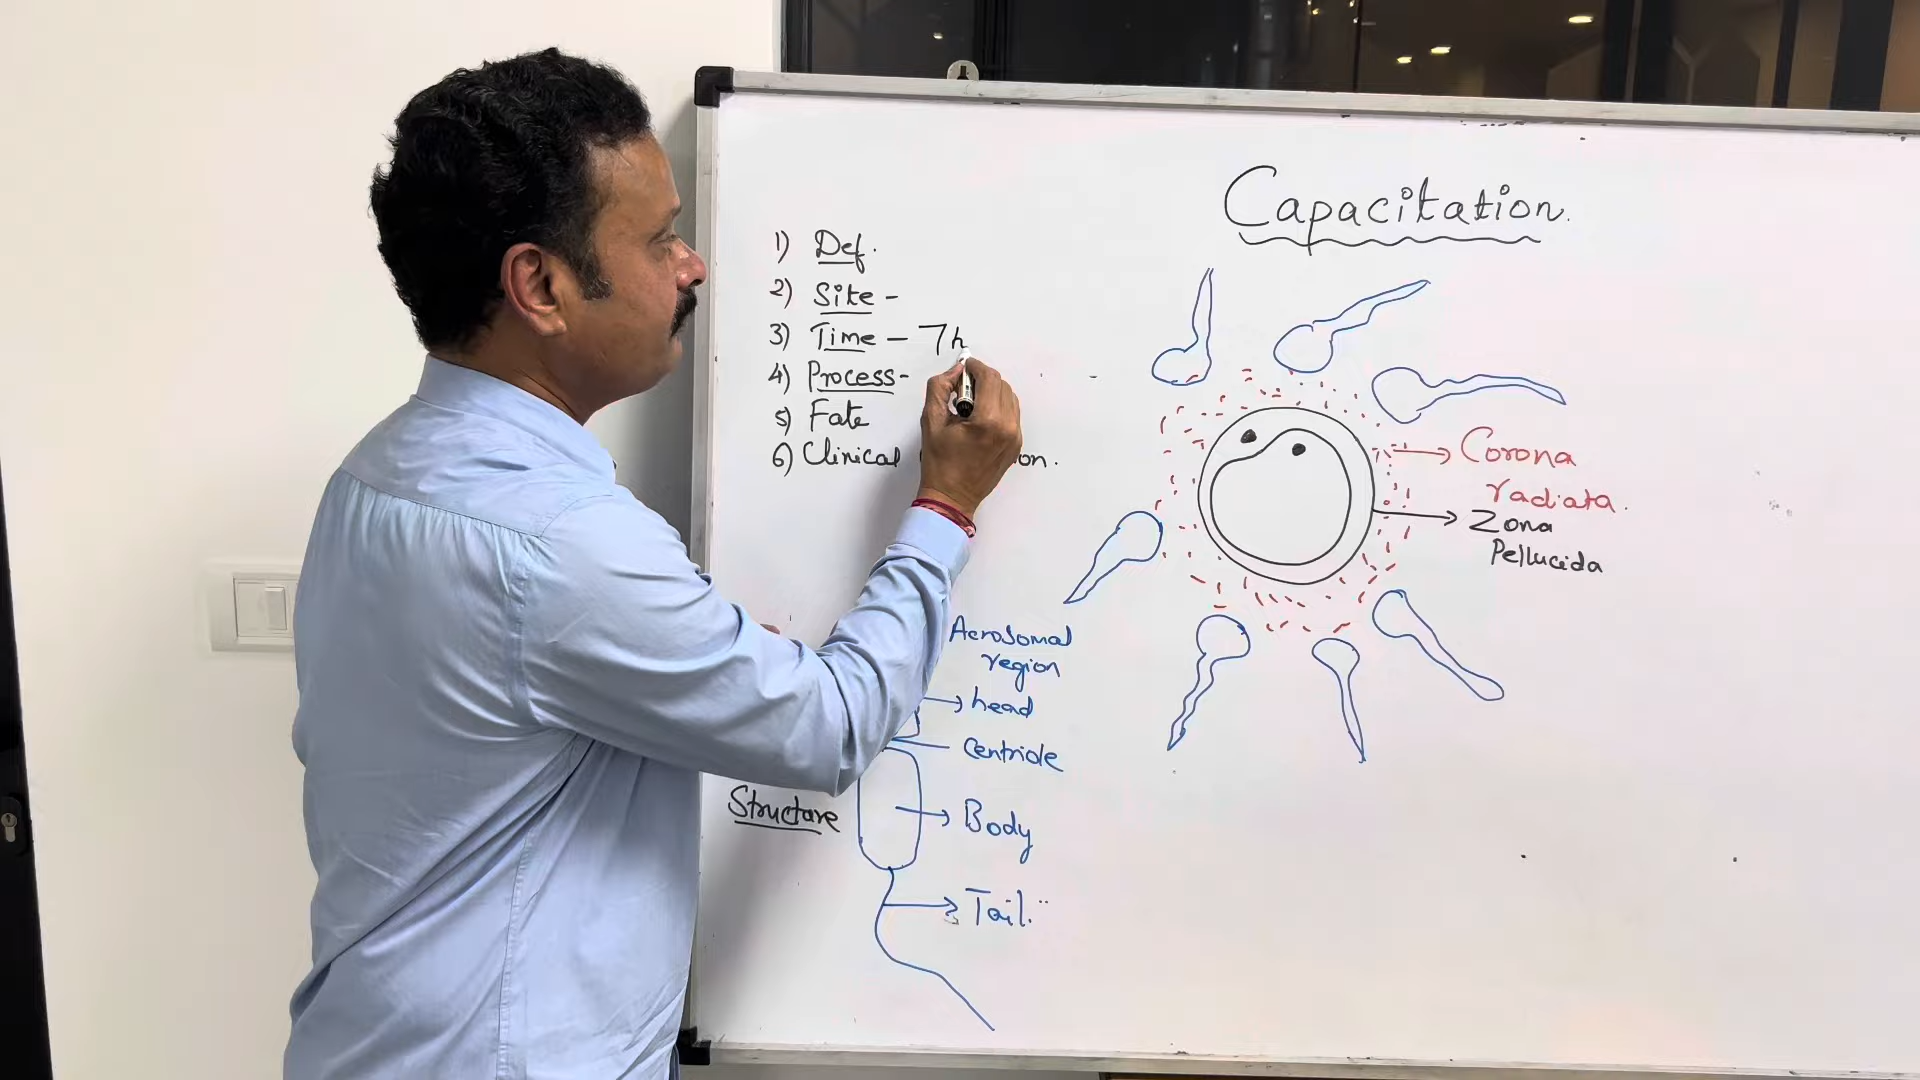 Capacitation.
1) Def.
2) Site -
3) Time - 7h
4) Process-
5) Fate
6) Clinical
Corona
radiata.
Zona
Pellucida
Acrosomal
region
head
Centriole
Structure
Body
Tail.